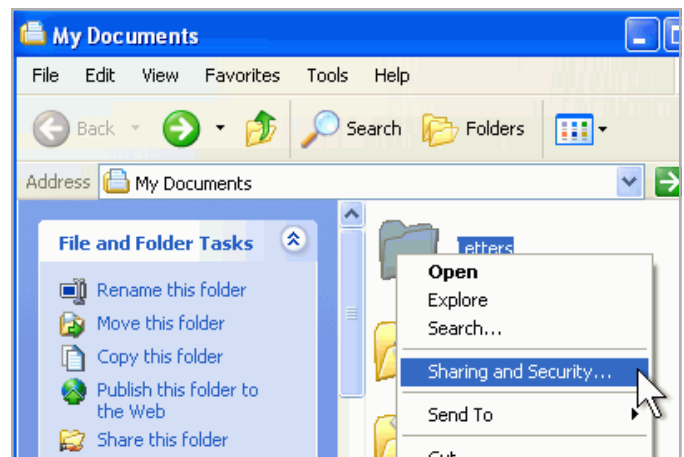 My Documents
File Edit View Favorites Tools Help
Back Search Folders
Address My Documents
File and Folder Tasks
Rename this folder
Move this folder
Copy this folder
Publish this folder to
the Web
Share this folder
Letters
Open
Explore
Search...
Sharing and Security...
Send To
Cut